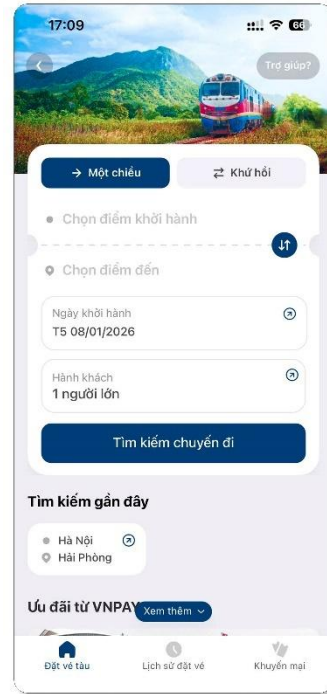 17:09
66
Trợ giúp?
Một chiều
Khứ hồi
Chọn điểm khởi hành
Chọn điểm đến
Ngày khởi hành
T5 08/01/2026
Hành khách
1 người lớn
Tìm kiếm chuyến đi
Tìm kiếm gần đây
Hà Nội
Hải Phòng
Ưu đãi từ VNPAY
Xem thêm
Đặt vé tàu
Lịch sử đặt vé
Khuyến mại